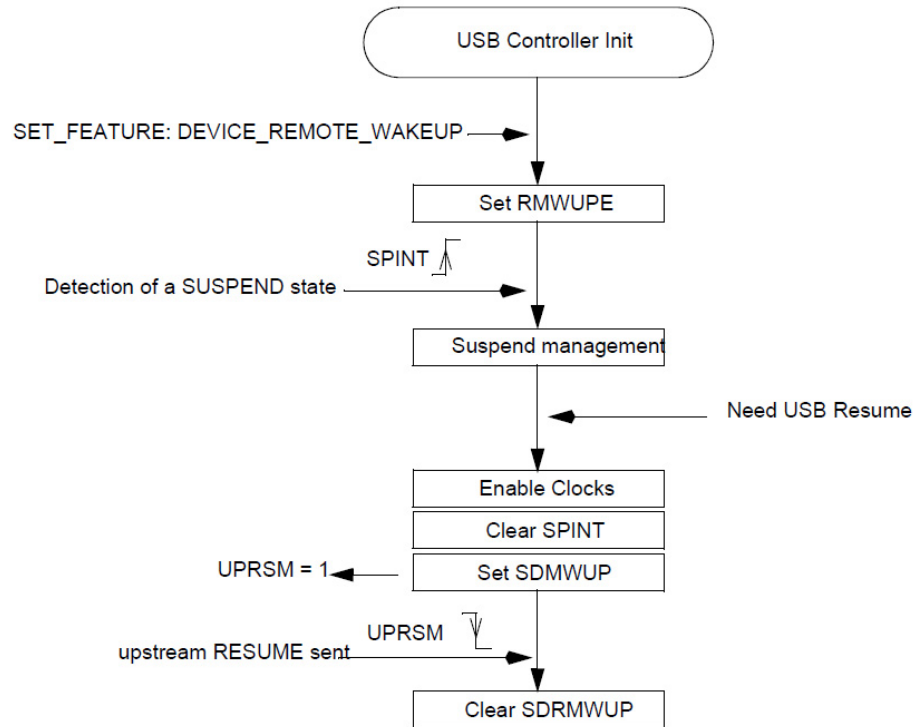 USB Controller Init
SET_FEATURE: DEVICE_REMOTE_WAKEUP
Set RMWUPE
SPINT
Detection of a SUSPEND state
Suspend management
Need USB Resume
Enable Clocks
Clear SPINT
UPRSM = 1
Set SDMWUP
UPRSM
upstream RESUME sent
Clear SDRMWUP